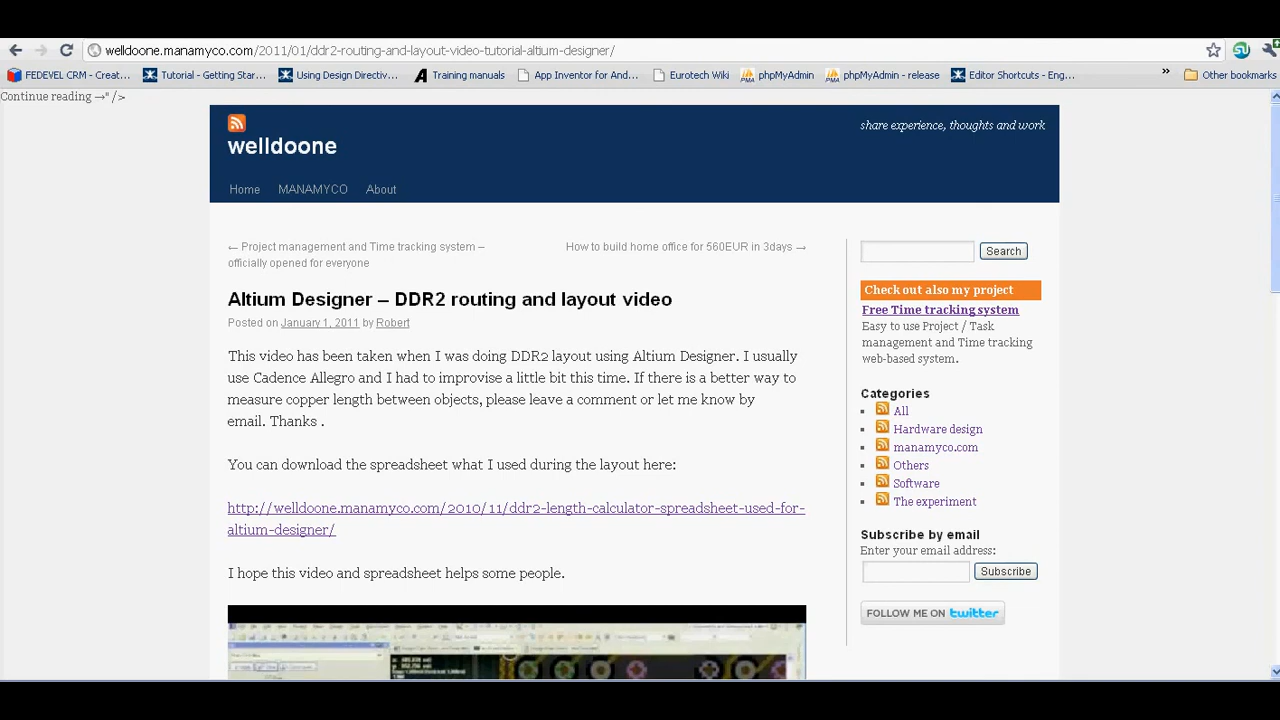 welldoone.manamyco.com/2011/01/ddr2-routing-and-layout-video-tutorial-altium-designer/
FEDEVEL CRM - Creat... Tutorial - Getting Star... Using Design Directiv... Training manuals App Inventor for And... Eurotech Wiki phpMyAdmin phpMyAdmin - release Editor Shortcuts - Eng... » Other bookmarks
Continue reading →" />
welldoone
share experience, thoughts and work
Home MANAMYCO About
← Project management and Time tracking system –
officially opened for everyone
How to build home office for 560EUR in 3days →
Altium Designer – DDR2 routing and layout video
Posted on January 1, 2011 by Robert
This video has been taken when I was doing DDR2 layout using Altium Designer. I usually
use Cadence Allegro and I had to improvise a little bit this time. If there is a better way to
measure copper length between objects, please leave a comment or let me know by
email. Thanks .
You can download the spreadsheet what I used during the layout here:
http://welldoone.manamyco.com/2010/11/ddr2-length-calculator-spreadsheet-used-for-
altium-designer/
I hope this video and spreadsheet helps some people.
Search
Check out also my project
Free Time tracking system
Easy to use Project / Task
management and Time tracking
web-based system.
Categories
All
Hardware design
manamyco.com
Others
Software
The experiment
Subscribe by email
Enter your email address:
Subscribe
FOLLOW ME ON twitter